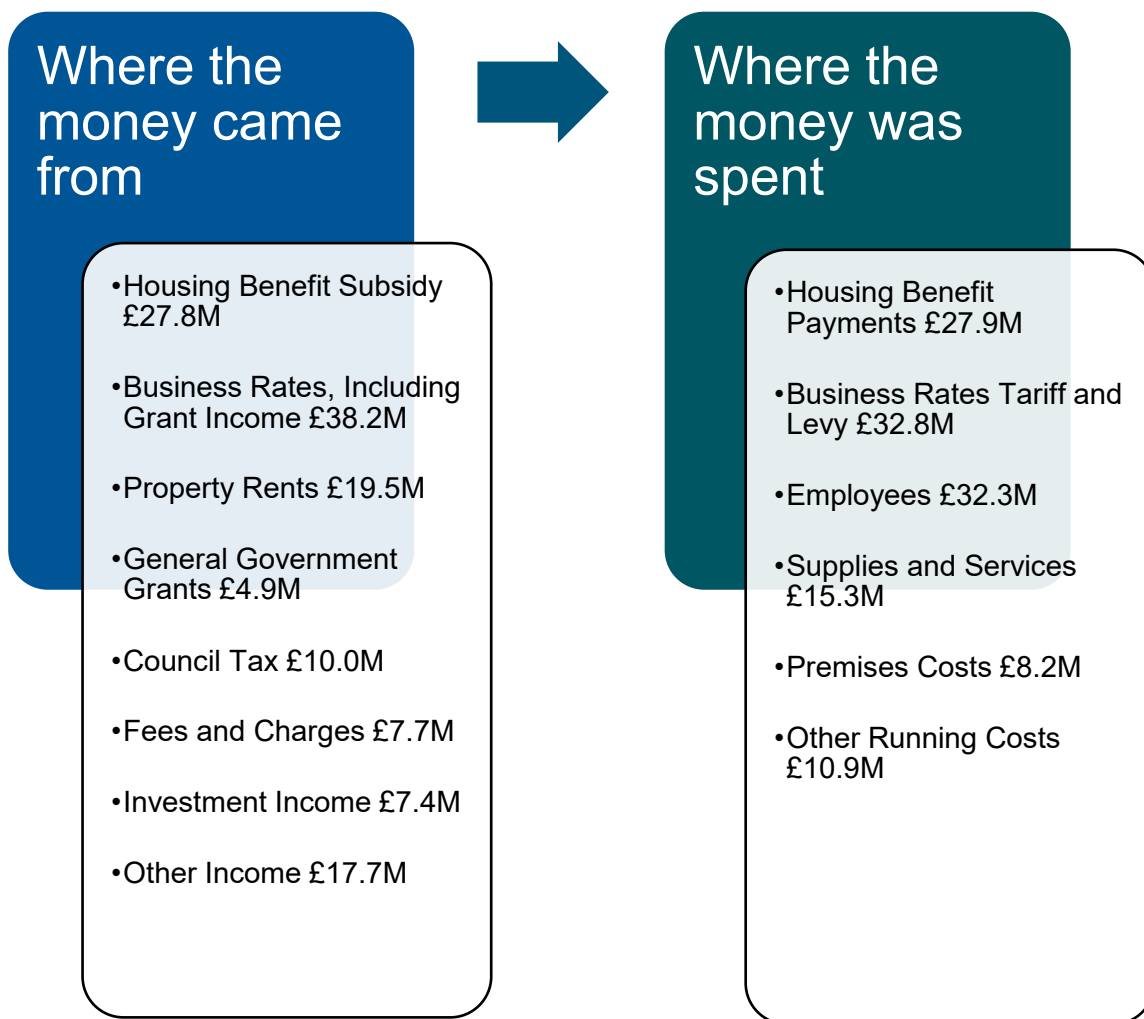 Where the
money came
from
•Housing Benefit Subsidy
£27.8M
•Business Rates, Including
Grant Income £38.2M
•Property Rents £19.5M
•General Government
Grants £4.9M
•Council Tax £10.0M
•Fees and Charges £7.7M
•Investment Income £7.4M
•Other Income £17.7M
Where the
money was
spent
•Housing Benefit
Payments £27.9M
•Business Rates Tariff and
Levy £32.8M
•Employees £32.3M
•Supplies and Services
£15.3M
•Premises Costs £8.2M
•Other Running Costs
£10.9M